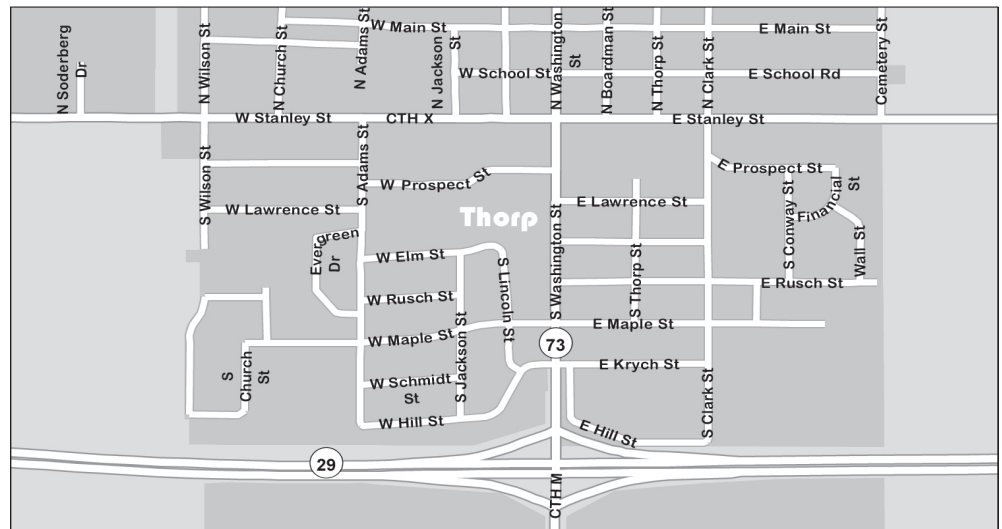 N Soderberg
Dr
N Wilson St
N Church St
N Adams St
W Main St
N Jackson
St
N Washington
St
N Boardman St
N Thorp St
N Clark St
E Main St
Cemetery St
W School St
E School Rd
W Stanley St
CTH X
E Stanley St
S Wilson St
S Adams St
W Prospect St
E Prospect St
Financial
St
S Conway St
Wall St
W Lawrence St
Thorp
E Lawrence St
Evergreen
Dr
W Elm St
S Lincoln St
S Washington St
S Thorp St
W Rusch St
E Rusch St
W Maple St
S Jackson St
E Maple St
73
S
Church
St
W Schmidt
St
E Krych St
S Clark St
W Hill St
E Hill St
29
CTH M